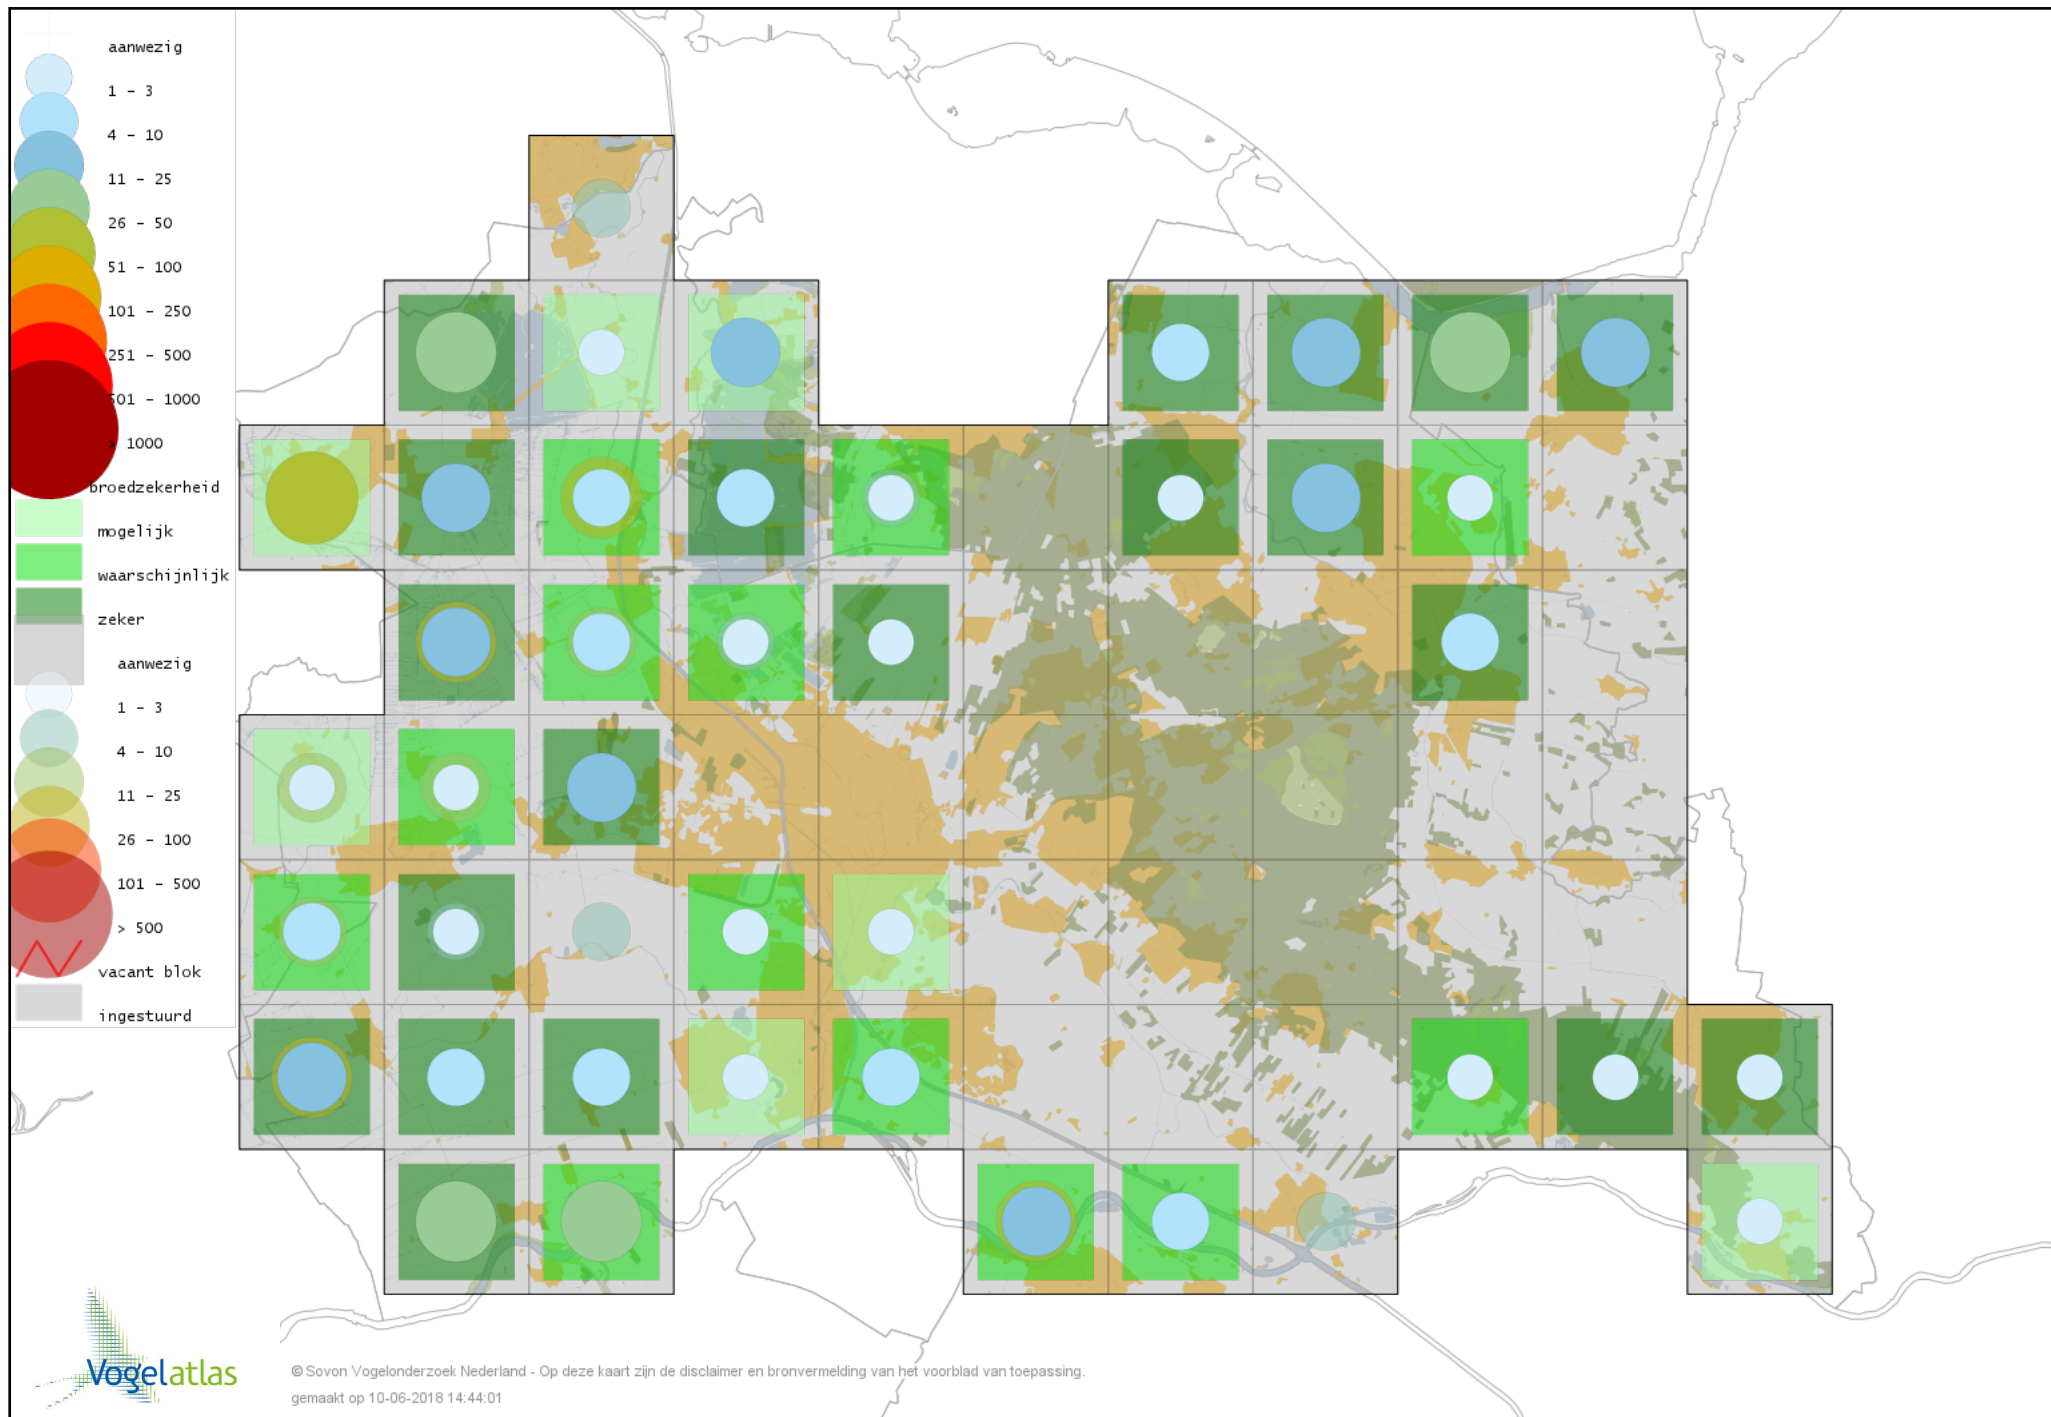 aanwezig
1 - 3
4 - 10
11 - 25
26 - 50
51 - 100
101 - 250
251 - 500
501 - 1000
> 1000
broedzekerheid
mogelijk
waarschijnlijk
zeker
aanwezig
1 - 3
4 - 10
11 - 25
26 - 100
101 - 500
> 500
vacant blok
ingestuurd
Vogelatlas
© Sovon Vogelonderzoek Nederland - Op deze kaart zijn de disclaimer en bronvermelding van het voorblad van toepassing.
gemaakt op 10-06-2018 14:44:01